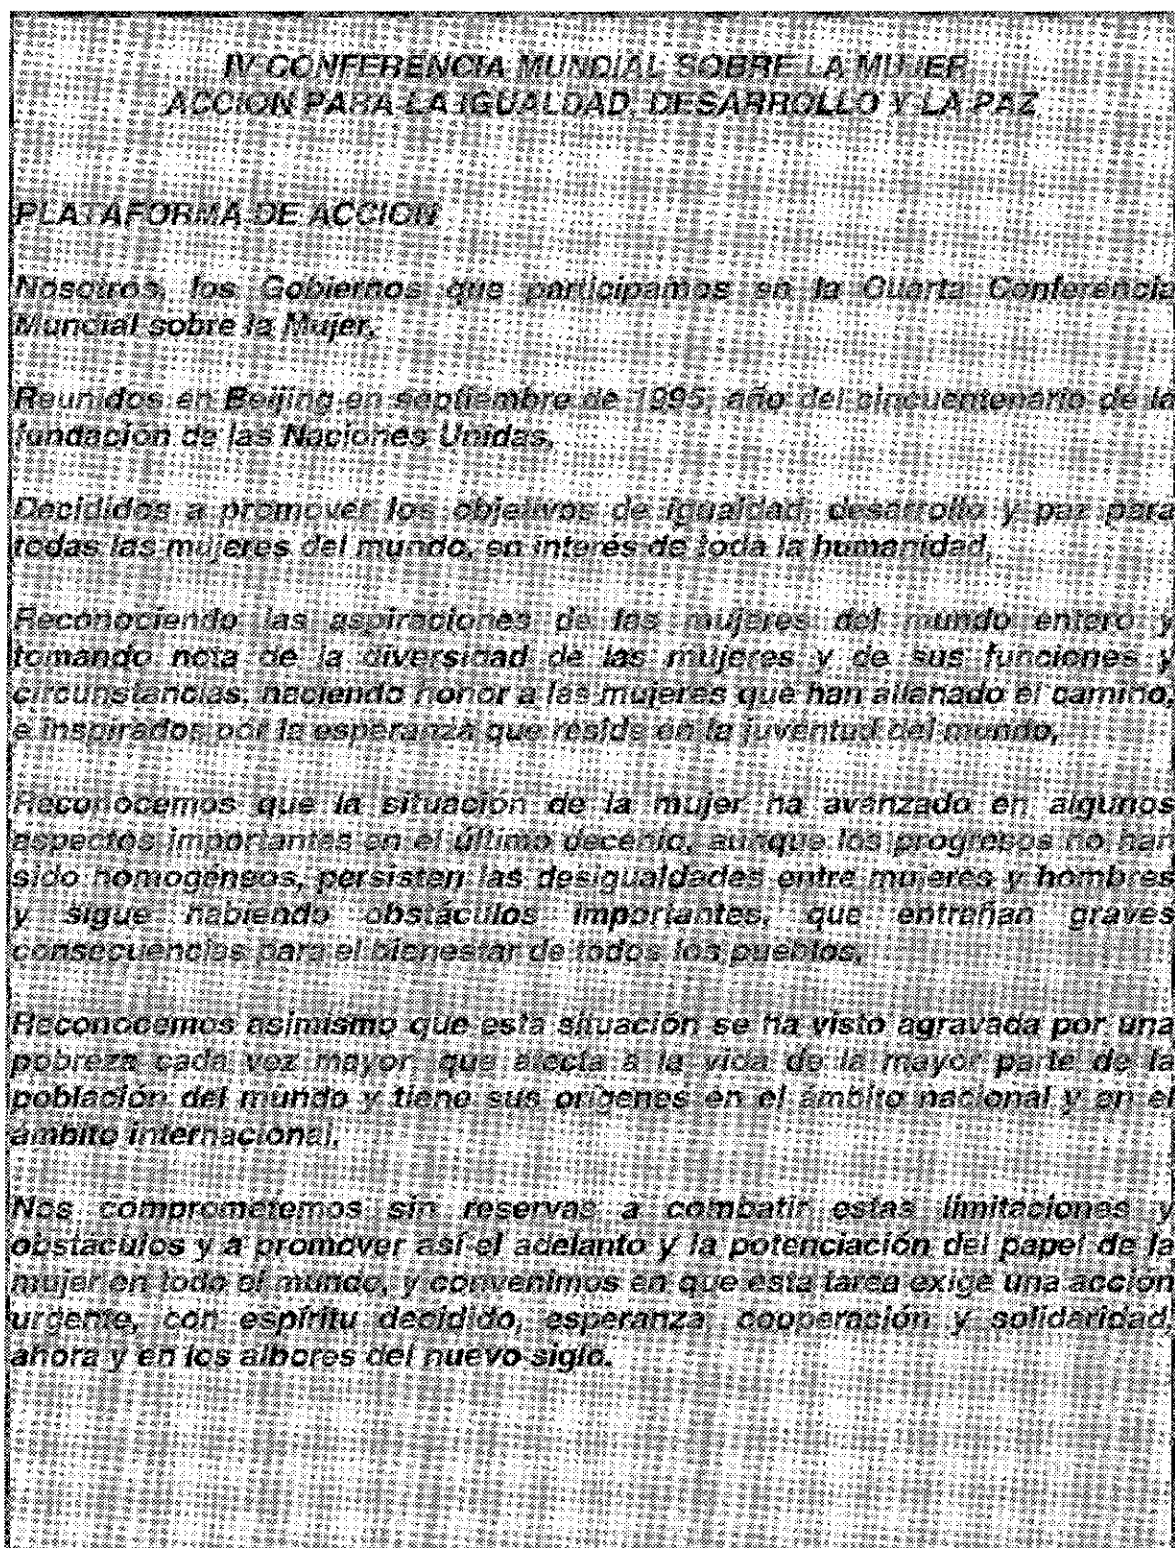 IV CONFERENCIA MUNDIAL SOBRE LA MUJER
ACCION PARA LA IGUALDAD, DESARROLLO Y LA PAZ
PLATAFORMA DE ACCION
Nosotros, los Gobiernos que participamos en la Cuarta Conferencia
Mundial sobre la Mujer,
Reunidos en Beijing en septiembre de 1995, año del cincuentenario de la
fundación de las Naciones Unidas,
Decididos a promover los objetivos de igualdad, desarrollo y paz para
todas las mujeres del mundo, en interés de toda la humanidad,
Reconociendo las aspiraciones de las mujeres del mundo entero y
tomando nota de la diversidad de las mujeres y de sus funciones y
circunstancias, haciendo honor a las mujeres que han allanado el camino,
e inspirados por la esperanza que reside en la juventud del mundo,
Reconocemos que la situación de la mujer ha avanzado en algunos
aspectos importantes en el último decenio, aunque los progresos no han
sido homogéneos, persisten las desigualdades entre mujeres y hombres
y sigue habiendo obstáculos importantes, que entrañan graves
consecuencias para el bienestar de todos los pueblos,
Reconocemos asimismo que esta situación se ha visto agravada por una
pobreza cada vez mayor, que afecta a la vida de la mayor parte de la
población del mundo y tiene sus orígenes en el ámbito nacional y en el
ámbito internacional,
Nos comprometemos sin reservas a combatir estas limitaciones y
obstáculos y a promover así el adelanto y la potenciación del papel de la
mujer en todo el mundo, y convenimos en que esta tarea exige una acción
urgente, con espíritu decidido, esperanza, cooperación y solidaridad,
ahora y en los albores del nuevo siglo.